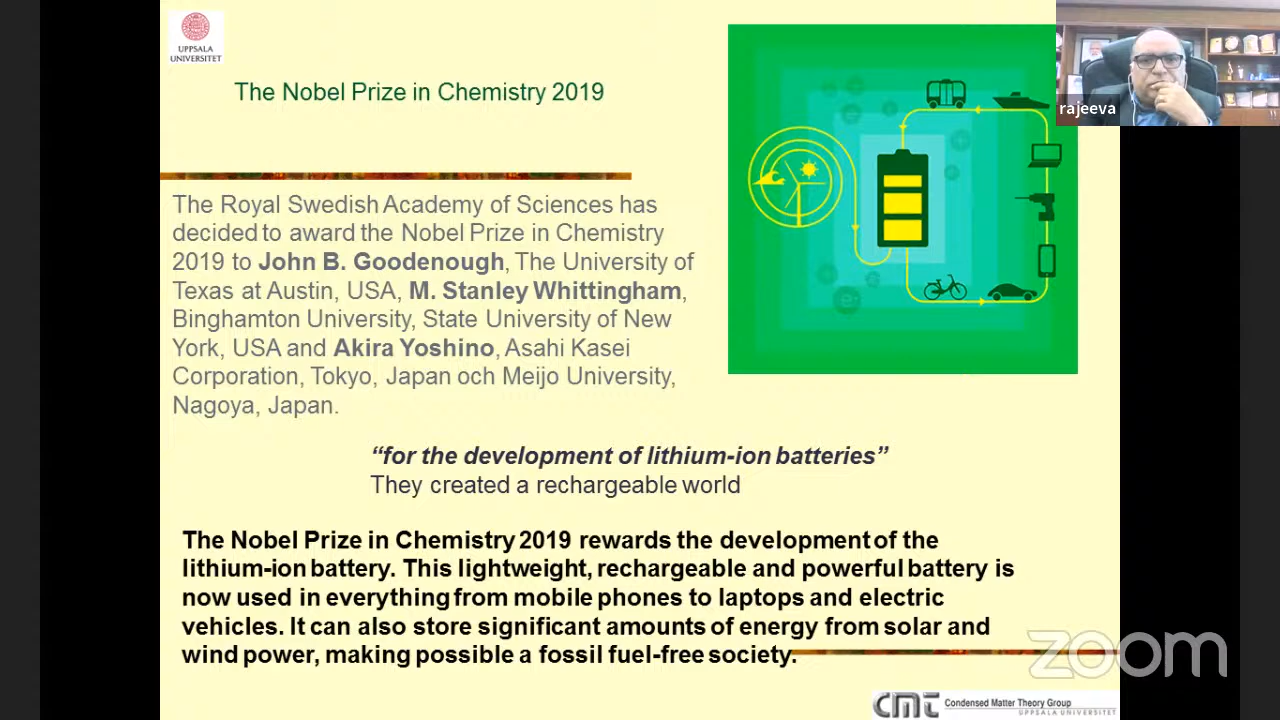 UPPSALA
UNIVERSITET
The Nobel Prize in Chemistry 2019
rajeeva
The Royal Swedish Academy of Sciences has
decided to award the Nobel Prize in Chemistry
2019 to John B. Goodenough, The University of
Texas at Austin, USA, M. Stanley Whittingham,
Binghamton University, State University of New
York, USA and Akira Yoshino, Asahi Kasei
Corporation, Tokyo, Japan och Meijo University,
Nagoya, Japan.
“for the development of lithium-ion batteries”
They created a rechargeable world
The Nobel Prize in Chemistry 2019 rewards the development of the
lithium-ion battery. This lightweight, rechargeable and powerful battery is
now used in everything from mobile phones to laptops and electric
vehicles. It can also store significant amounts of energy from solar and
wind power, making possible a fossil fuel-free society.
zoom
CMT Condensed Matter Theory Group
UPPSALA UNIVERSITET